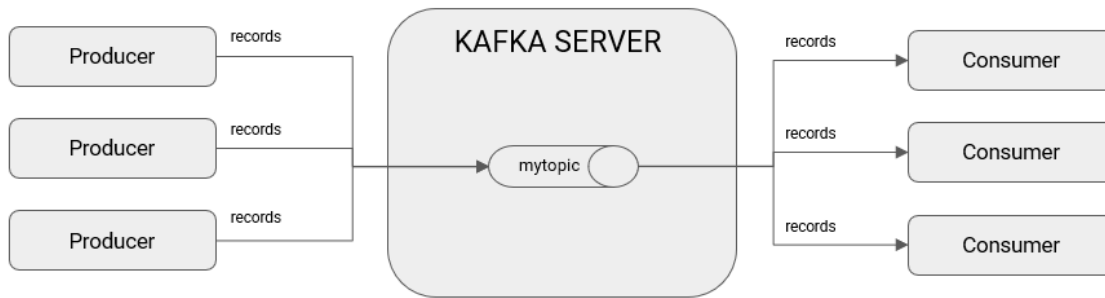 KAFKA SERVER
Producer
records
records
Consumer
Producer
records
records
Consumer
mytopic
Producer
records
records
Consumer